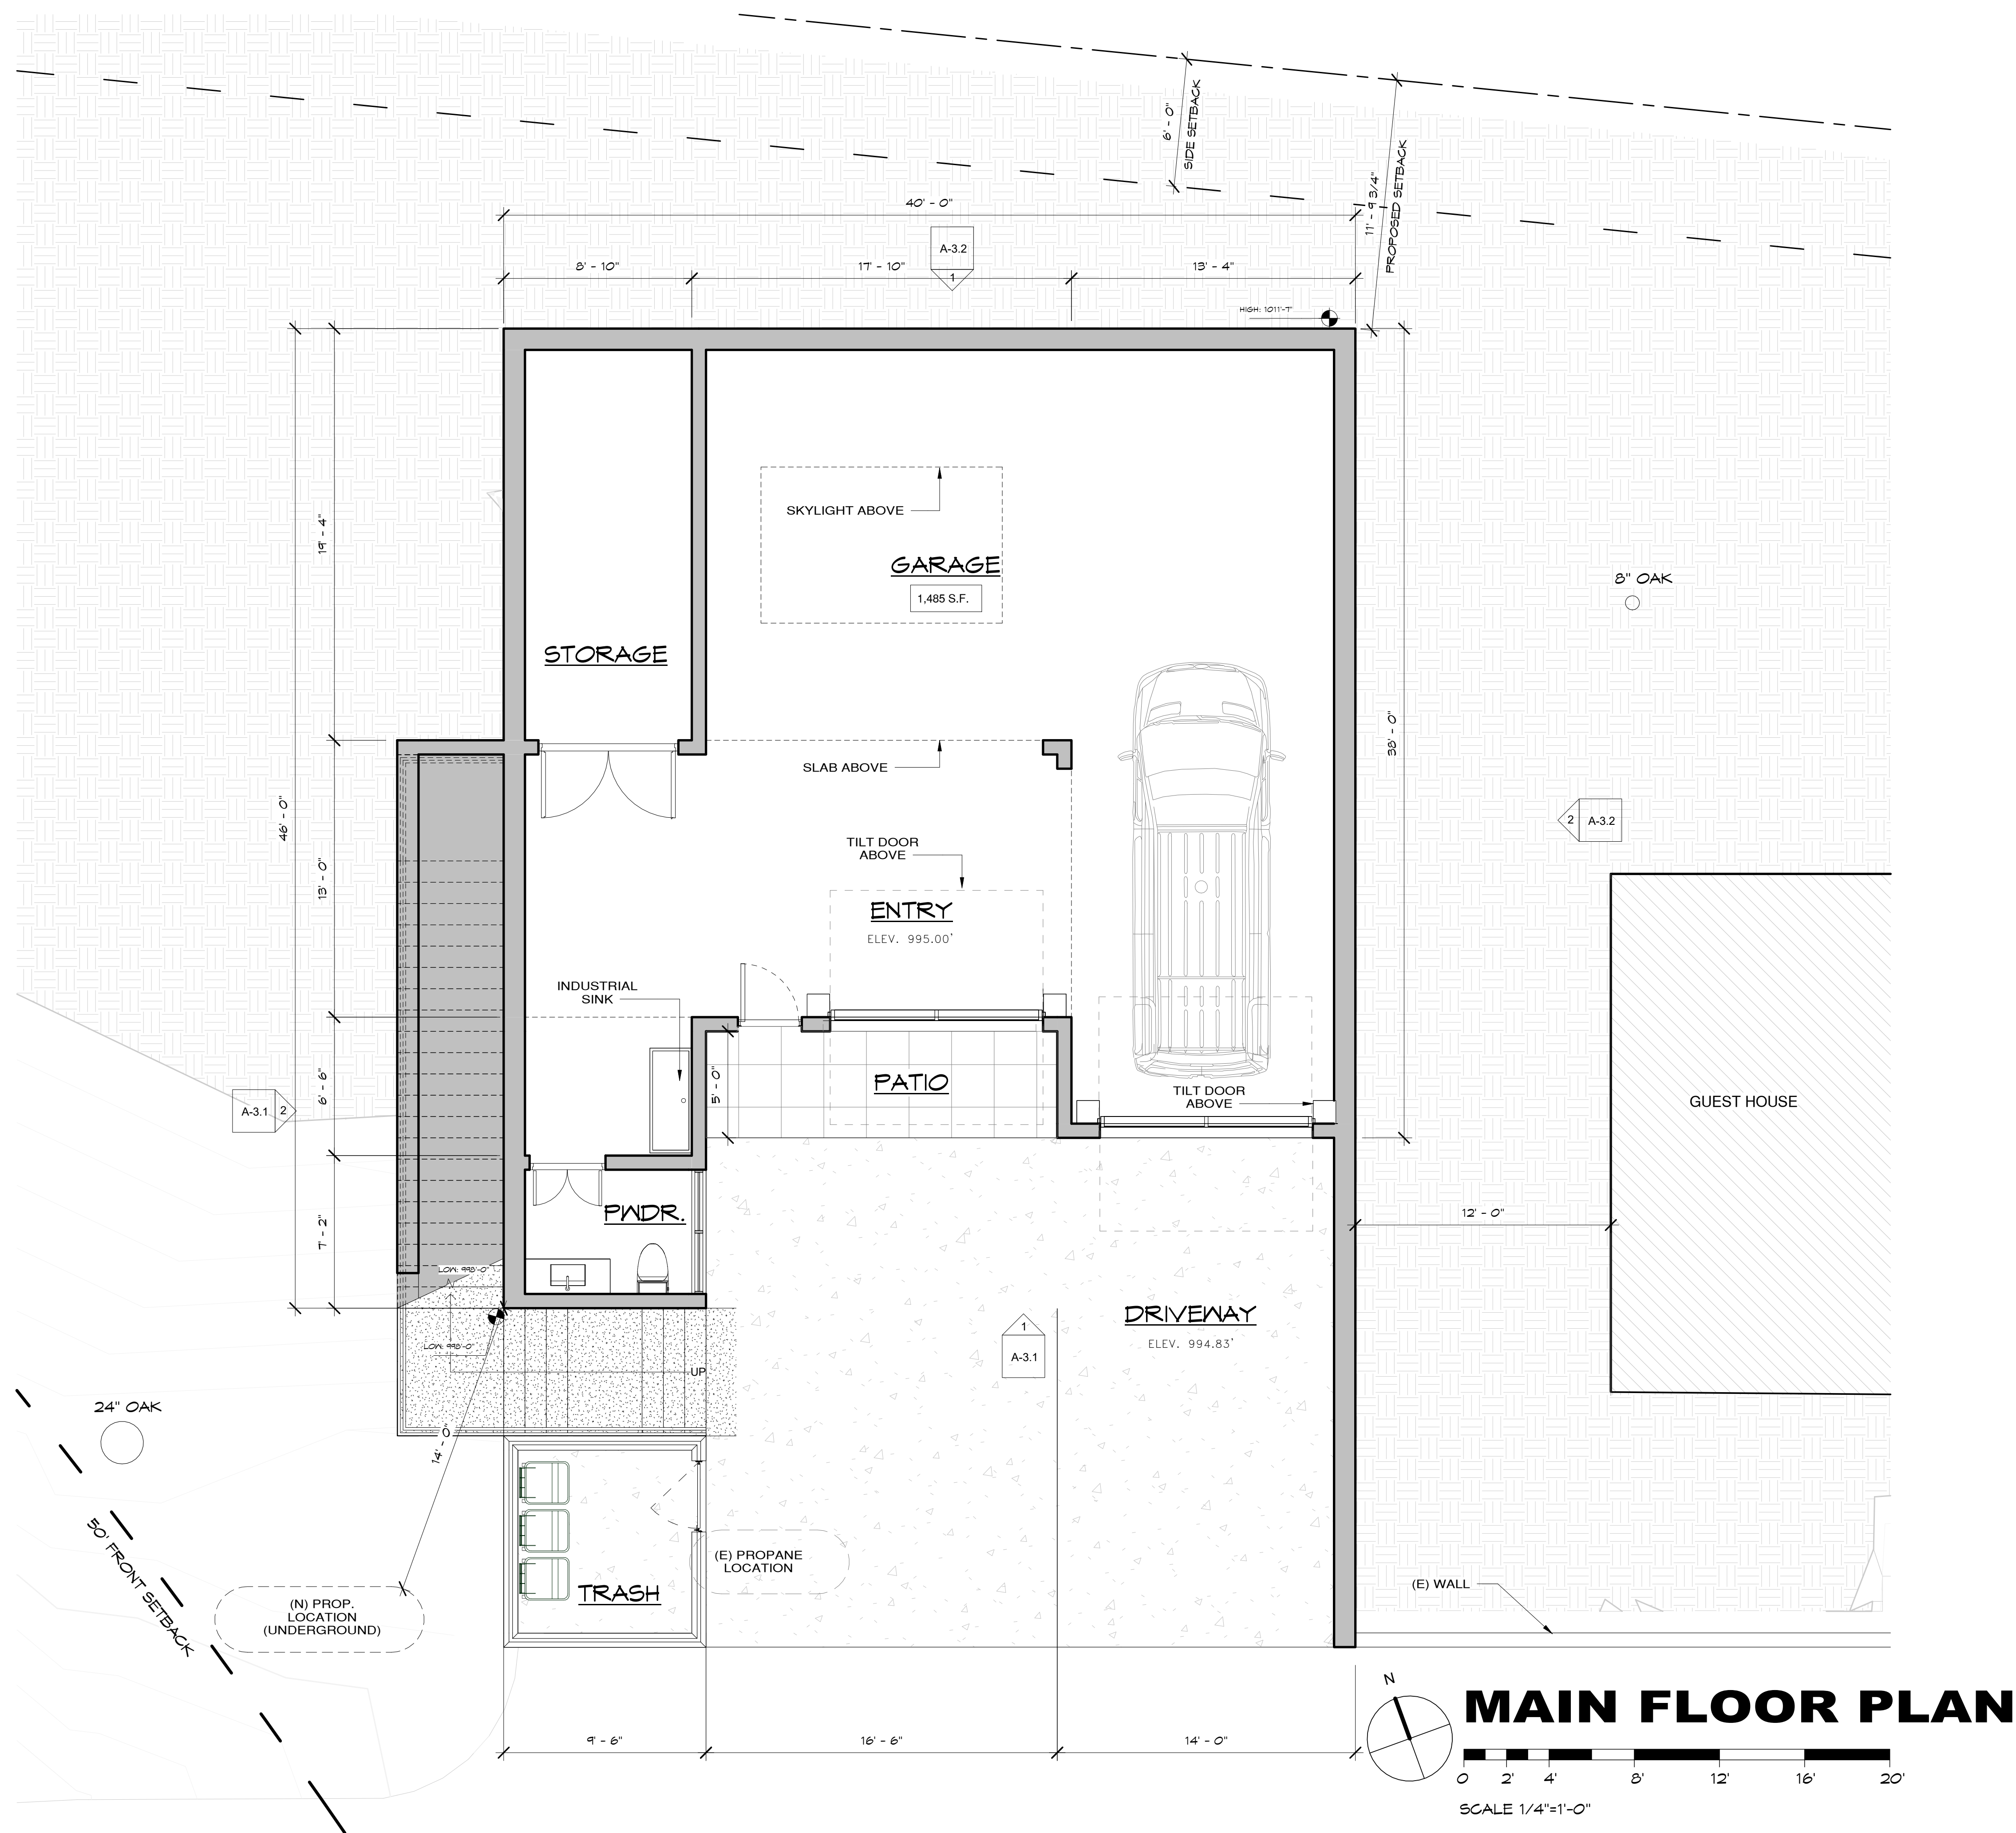 6' - 0"
SIDE SETBACK
11' - 9 3/4"
PROPOSED SETBACK
40' - 0"
A-3.2
1
8' - 10"
17' - 10"
13' - 4"
HIGH: 1011'-7"
19' - 4"
SKYLIGHT ABOVE
GARAGE
1,485 S.F.
8" OAK
STORAGE
38' - 0"
SLAB ABOVE
46' - 0"
13' - 0"
TILT DOOR
ABOVE
2
A-3.2
ENTRY
ELEV. 995.00'
INDUSTRIAL
SINK
6' - 6"
5' - 0"
PATIO
TILT DOOR
ABOVE
A-3.1
2
GUEST HOUSE
7' - 2"
PWDR.
12' - 0"
LOW: 998'-0"
DRIVEWAY
ELEV. 994.83'
1
A-3.1
LOW: 998'-0"
UP
24" OAK
14' - 0"
50' FRONT SETBACK
(E) PROPANE
LOCATION
TRASH
(N) PROP.
LOCATION
(UNDERGROUND)
(E) WALL
N
MAIN FLOOR PLAN
9' - 6"
16' - 6"
14' - 0"
0 2' 4' 8' 12' 16' 20'
SCALE 1/4"=1'-0"